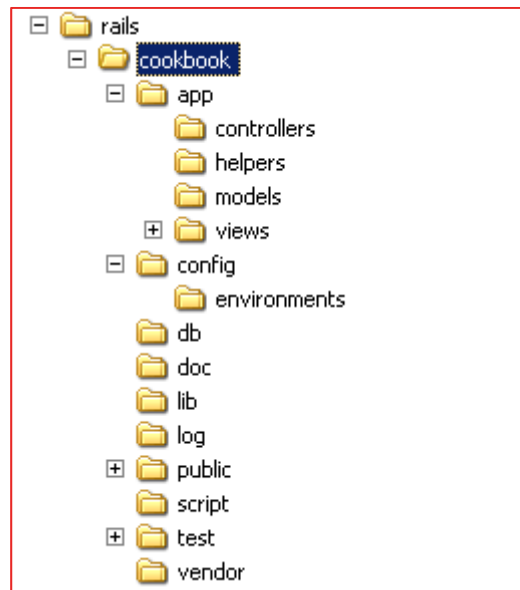 rails
cookbook
app
controllers
helpers
models
views
config
environments
db
doc
lib
log
public
script
test
vendor